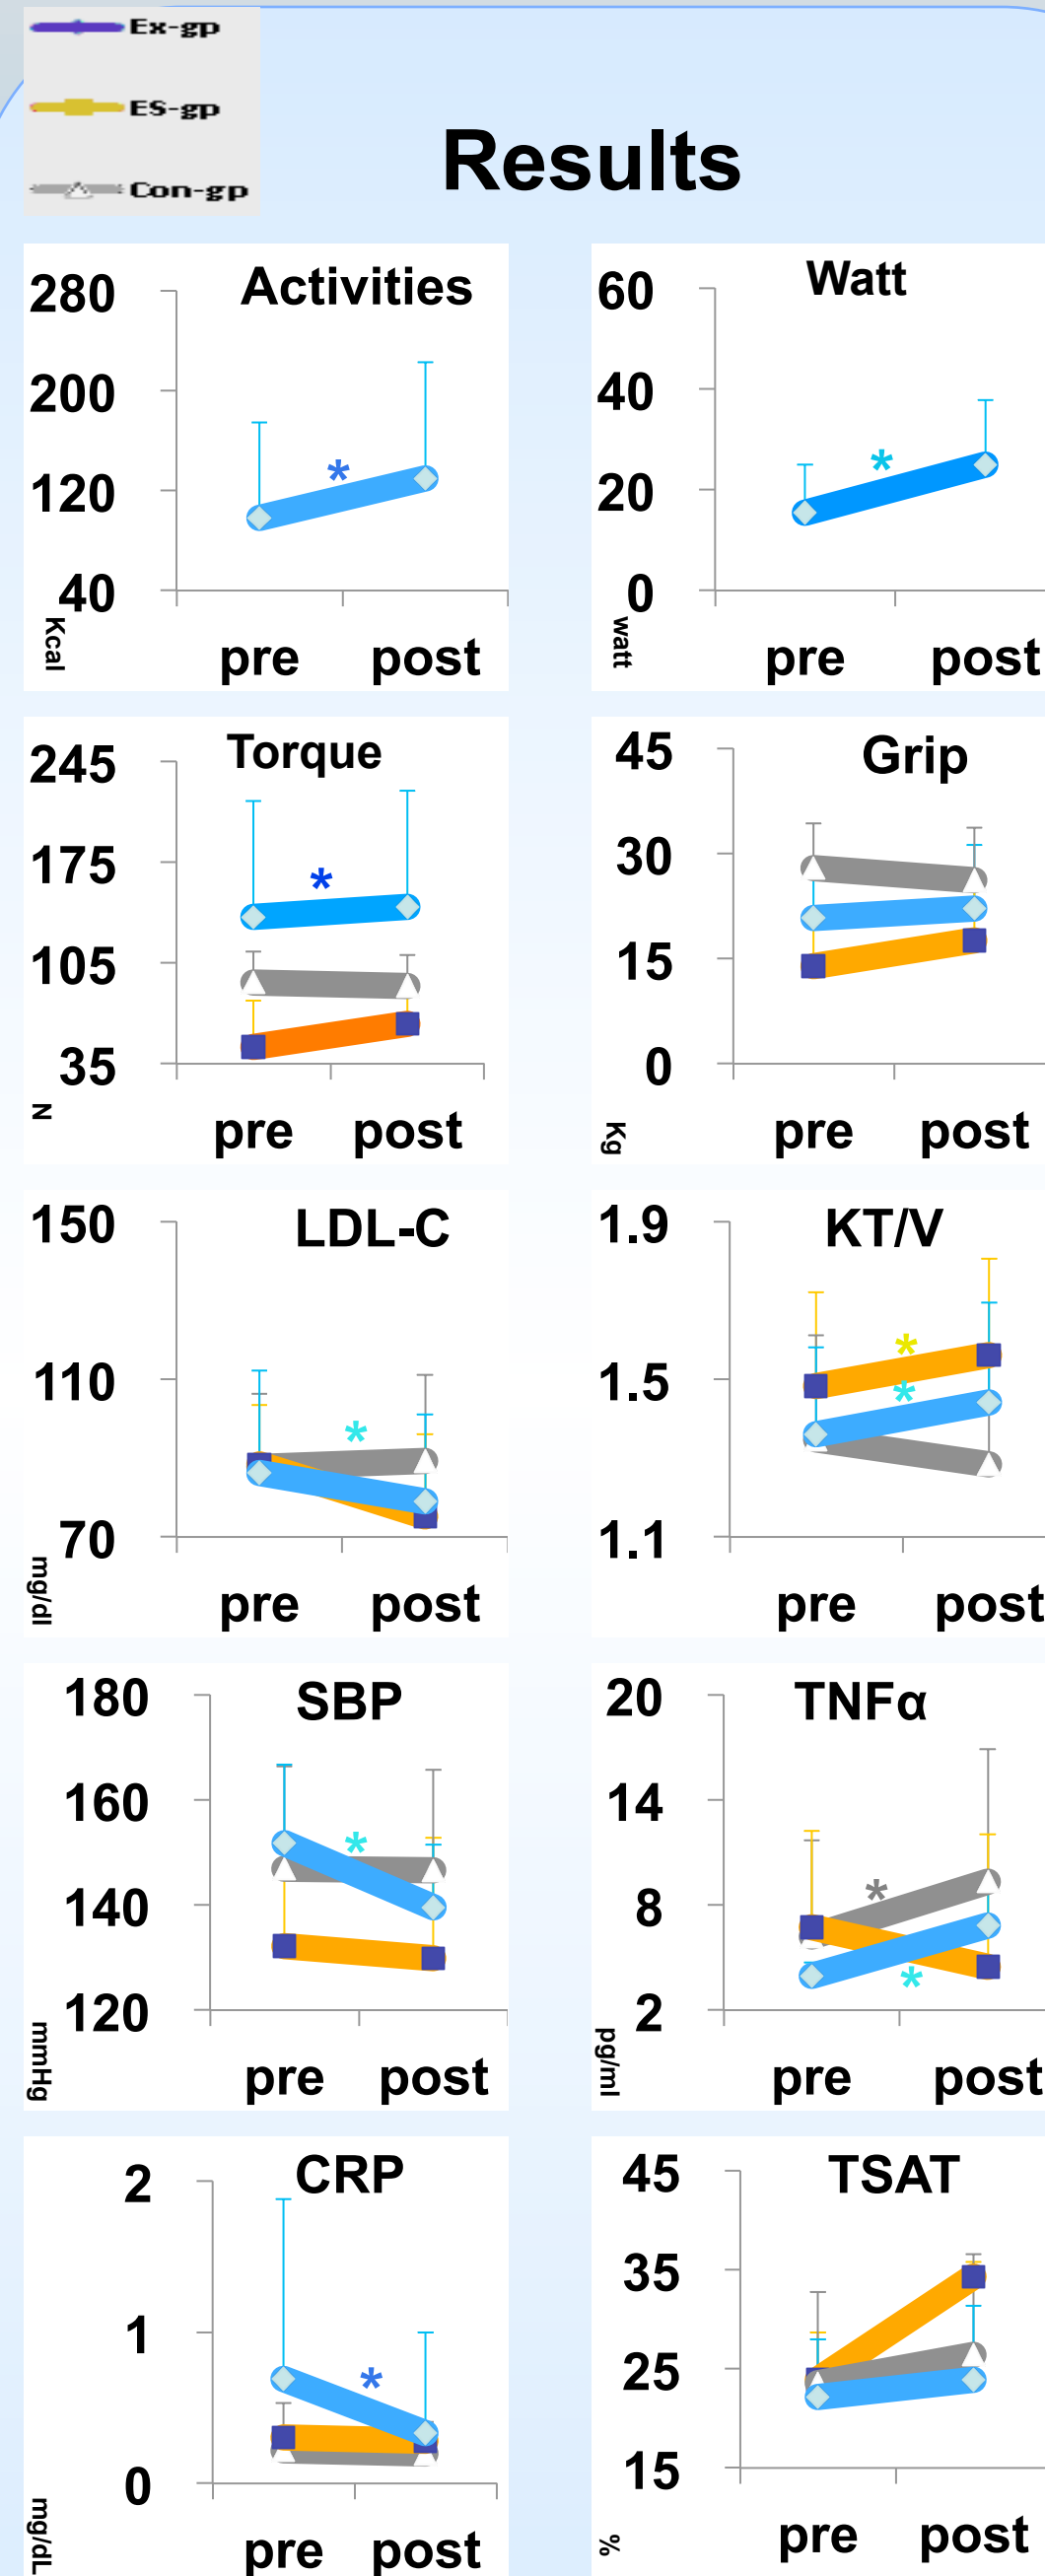 Ex-gp
ES-gp
Con-gp
Results
Activities
280
200
120
40
Kcal
pre post
Watt
60
40
20
0
watt
pre post
Torque
245
175
105
35
N
pre post
Grip
45
30
15
0
Kg
pre post
LDL-C
150
110
70
mg/dl
*
pre post
KT/V
1.9
1.5
1.1
*
*
pre post
SBP
180
160
140
120
mmHg
*
pre post
TNFα
20
14
8
2
pg/ml
*
*
pre post
CRP
2
1
0
mg/dL
*
pre post
TSAT
45
35
25
15
%
pre post